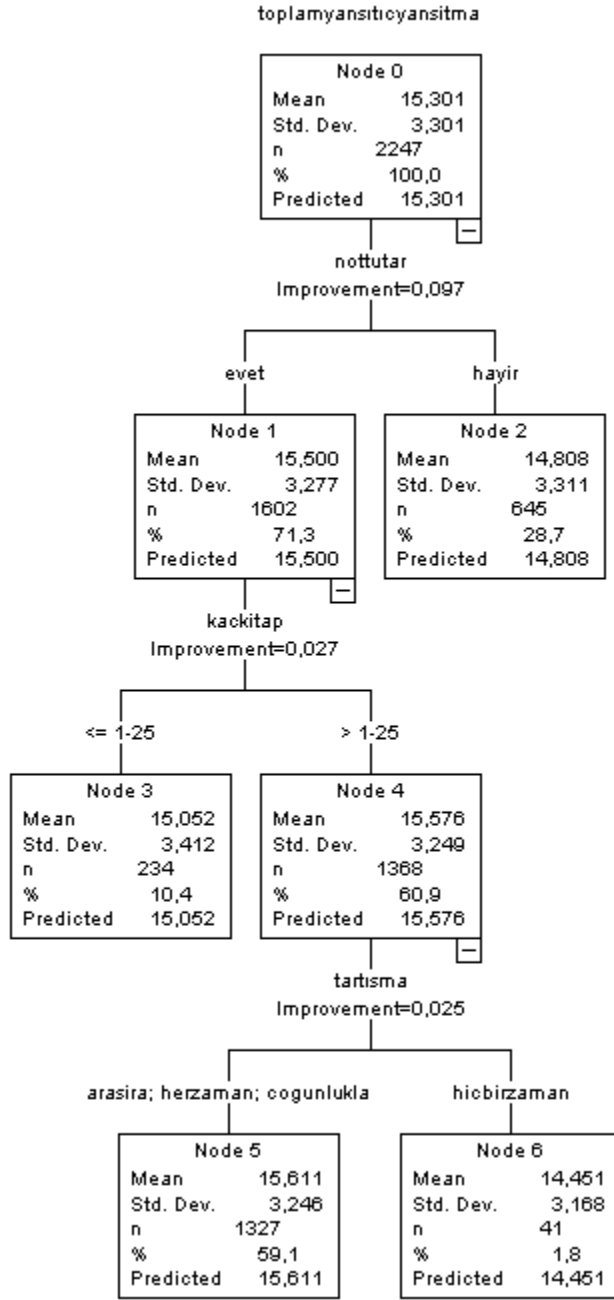 toplamyansıtıcyansitma
Node 0
Mean 15,301
Std. Dev. 3,301
n 2247
% 100,0
Predicted 15,301
nottutar
Improvement=0,097
evet
hayir
Node 1
Mean 15,500
Std. Dev. 3,277
n 1602
% 71,3
Predicted 15,500
Node 2
Mean 14,808
Std. Dev. 3,311
n 645
% 28,7
Predicted 14,808
kackitap
Improvement=0,027
<= 1-25
> 1-25
Node 3
Mean 15,052
Std. Dev. 3,412
n 234
% 10,4
Predicted 15,052
Node 4
Mean 15,576
Std. Dev. 3,249
n 1368
% 60,9
Predicted 15,576
tartısma
Improvement=0,025
arasira; herzaman; cogunlukla
hicbirzaman
Node 5
Mean 15,611
Std. Dev. 3,246
n 1327
% 59,1
Predicted 15,611
Node 6
Mean 14,451
Std. Dev. 3,168
n 41
% 1,8
Predicted 14,451